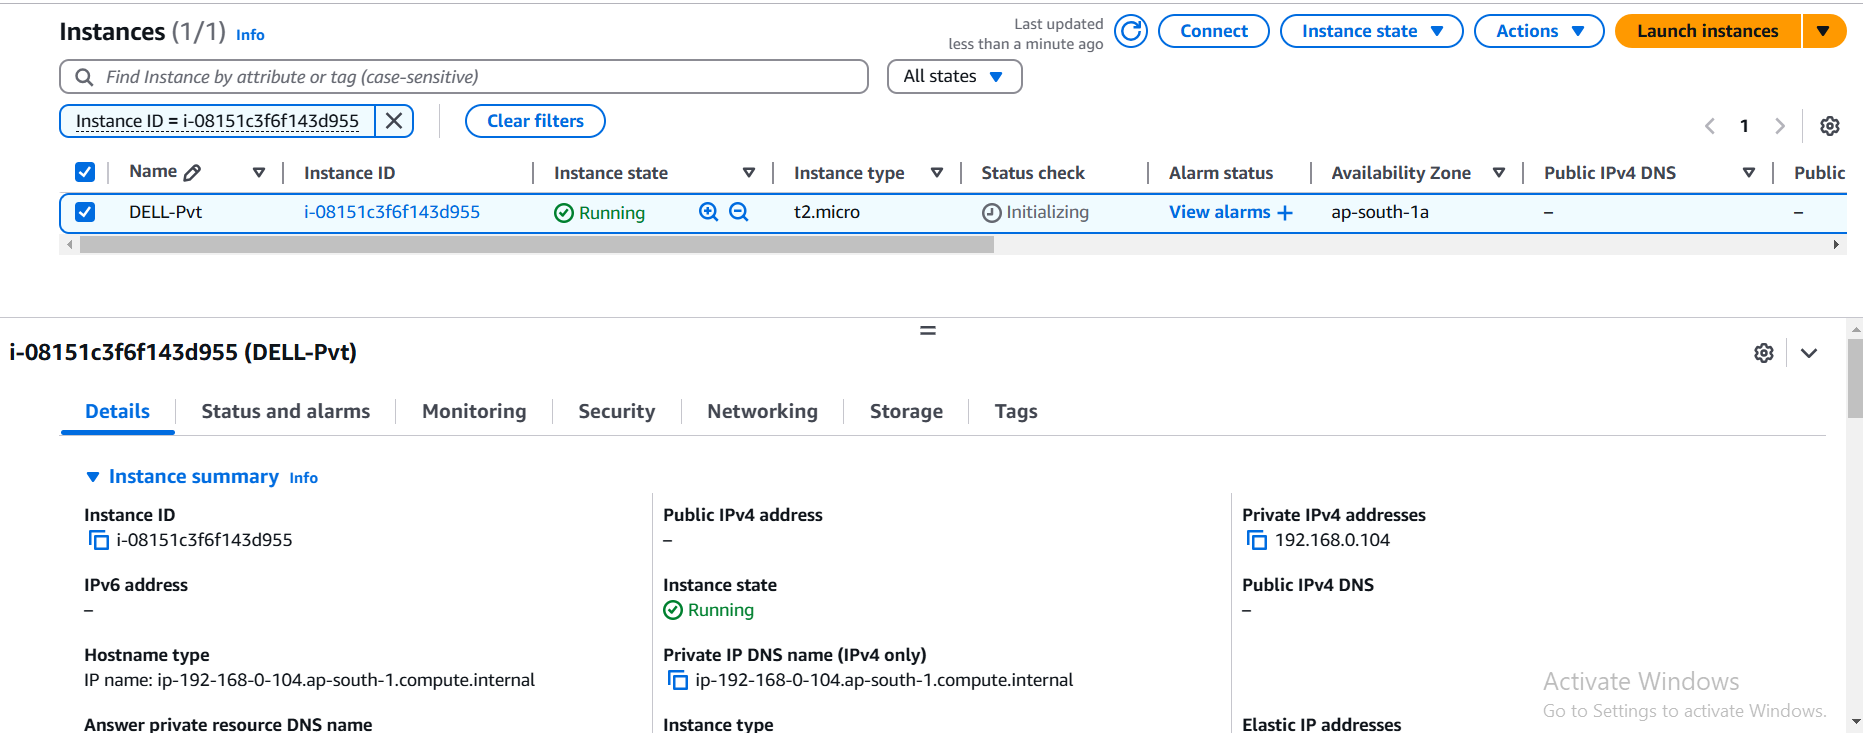 Instances (1/1) Info
Last updated
less than a minute ago
Connect
Instance state
Actions
Launch instances
Find Instance by attribute or tag (case-sensitive)
All states
Instance ID = i-08151c3f6f143d955
Clear filters
1
Name Instance ID Instance state Instance type Status check Alarm status Availability Zone Public IPv4 DNS Public
DELL-Pvt i-08151c3f6f143d955 Running t2.micro Initializing View alarms + ap-south-1a – –
i-08151c3f6f143d955 (DELL-Pvt)
Details Status and alarms Monitoring Security Networking Storage Tags
Instance summary Info
Instance ID
i-08151c3f6f143d955
Public IPv4 address
–
Private IPv4 addresses
192.168.0.104
IPv6 address
–
Instance state
Running
Public IPv4 DNS
–
Hostname type
IP name: ip-192-168-0-104.ap-south-1.compute.internal
Private IP DNS name (IPv4 only)
ip-192-168-0-104.ap-south-1.compute.internal
Answer private resource DNS name
Instance type
Elastic IP addresses
Activate Windows
Go to Settings to activate Windows.